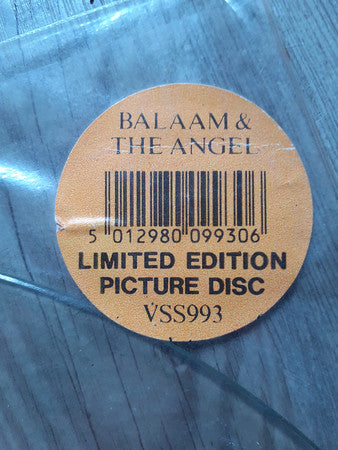 BALAAM &
THE ANGEL
5 012980 099306
LIMITED EDITION
PICTURE DISC
VSS993